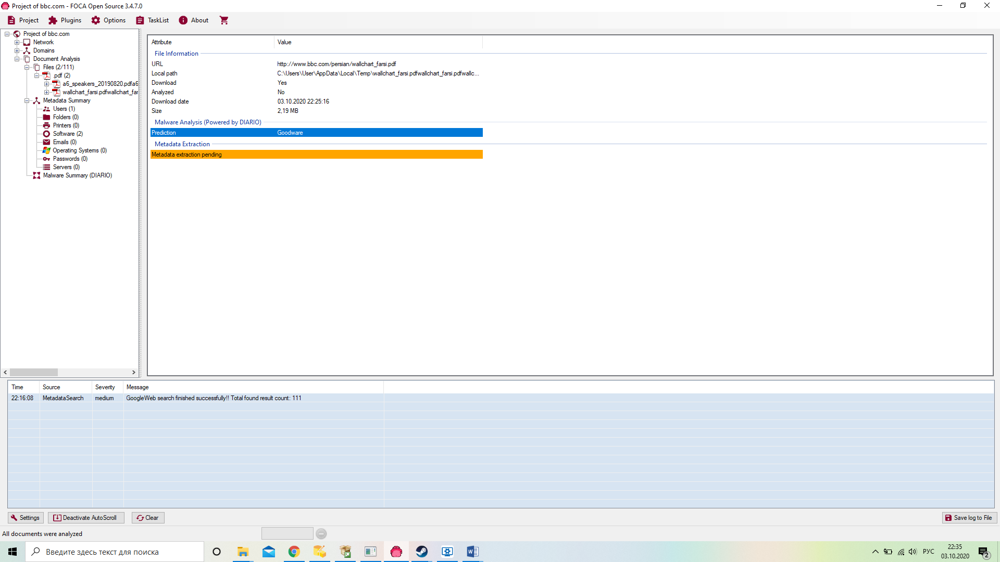 Project of bbc.com - FOCA Open Source 3.4.7.0
Project Plugins Options TaskList About
Project of bbc.com
Network
Domains
Document Analysis
Files (2/111)
.pdf (2)
a6_speakers_20190820.pdfa6
wallchart_farsi.pdfwallchart_far
Metadata Summary
Users (1)
Folders (0)
Printers (0)
Software (2)
Emails (0)
Operating Systems (0)
Passwords (0)
Servers (0)
Malware Summary (DIARIO)
Attribute Value
File Information
URL http://www.bbc.com/persian/wallchart_farsi.pdf
Local path C:\Users\User\AppData\Local\Temp\wallchart_farsi.pdfwallchart_farsi.pdfwallc...
Download Yes
Analyzed No
Download date 03.10.2020 22:25:16
Size 2,19 MB
Malware Analysis (Powered by DIARIO)
Prediction Goodware
Metadata Extraction
Metadata extraction pending
Time Source Severity Message
22:16:08 MetadataSearch medium GoogleWeb search finished successfully!! Total found result count: 111
Settings Deactivate AutoScroll Clear Save log to File
All documents were analyzed
Введите здесь текст для поиска
РУС
22:35
03.10.2020
2